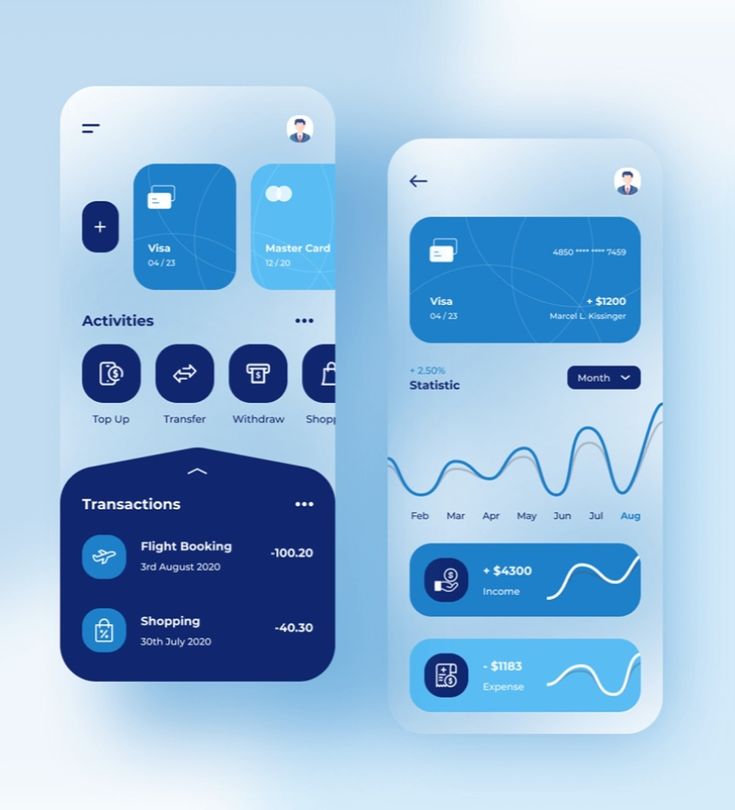 +
Visa
04 / 23
Master Card
12 / 20
Activities
Top Up
Transfer
Withdraw
Shopp
Transactions
Flight Booking
-100.20
3rd August 2020
Shopping
-40.30
30th July 2020
4850 **** **** 7459
Visa
+ $1200
04 / 23
Marcel L. Kissinger
+ 2.50%
Statistic
Month
Feb Mar Apr May Jun Jul Aug
+ $4300
Income
- $1183
Expense